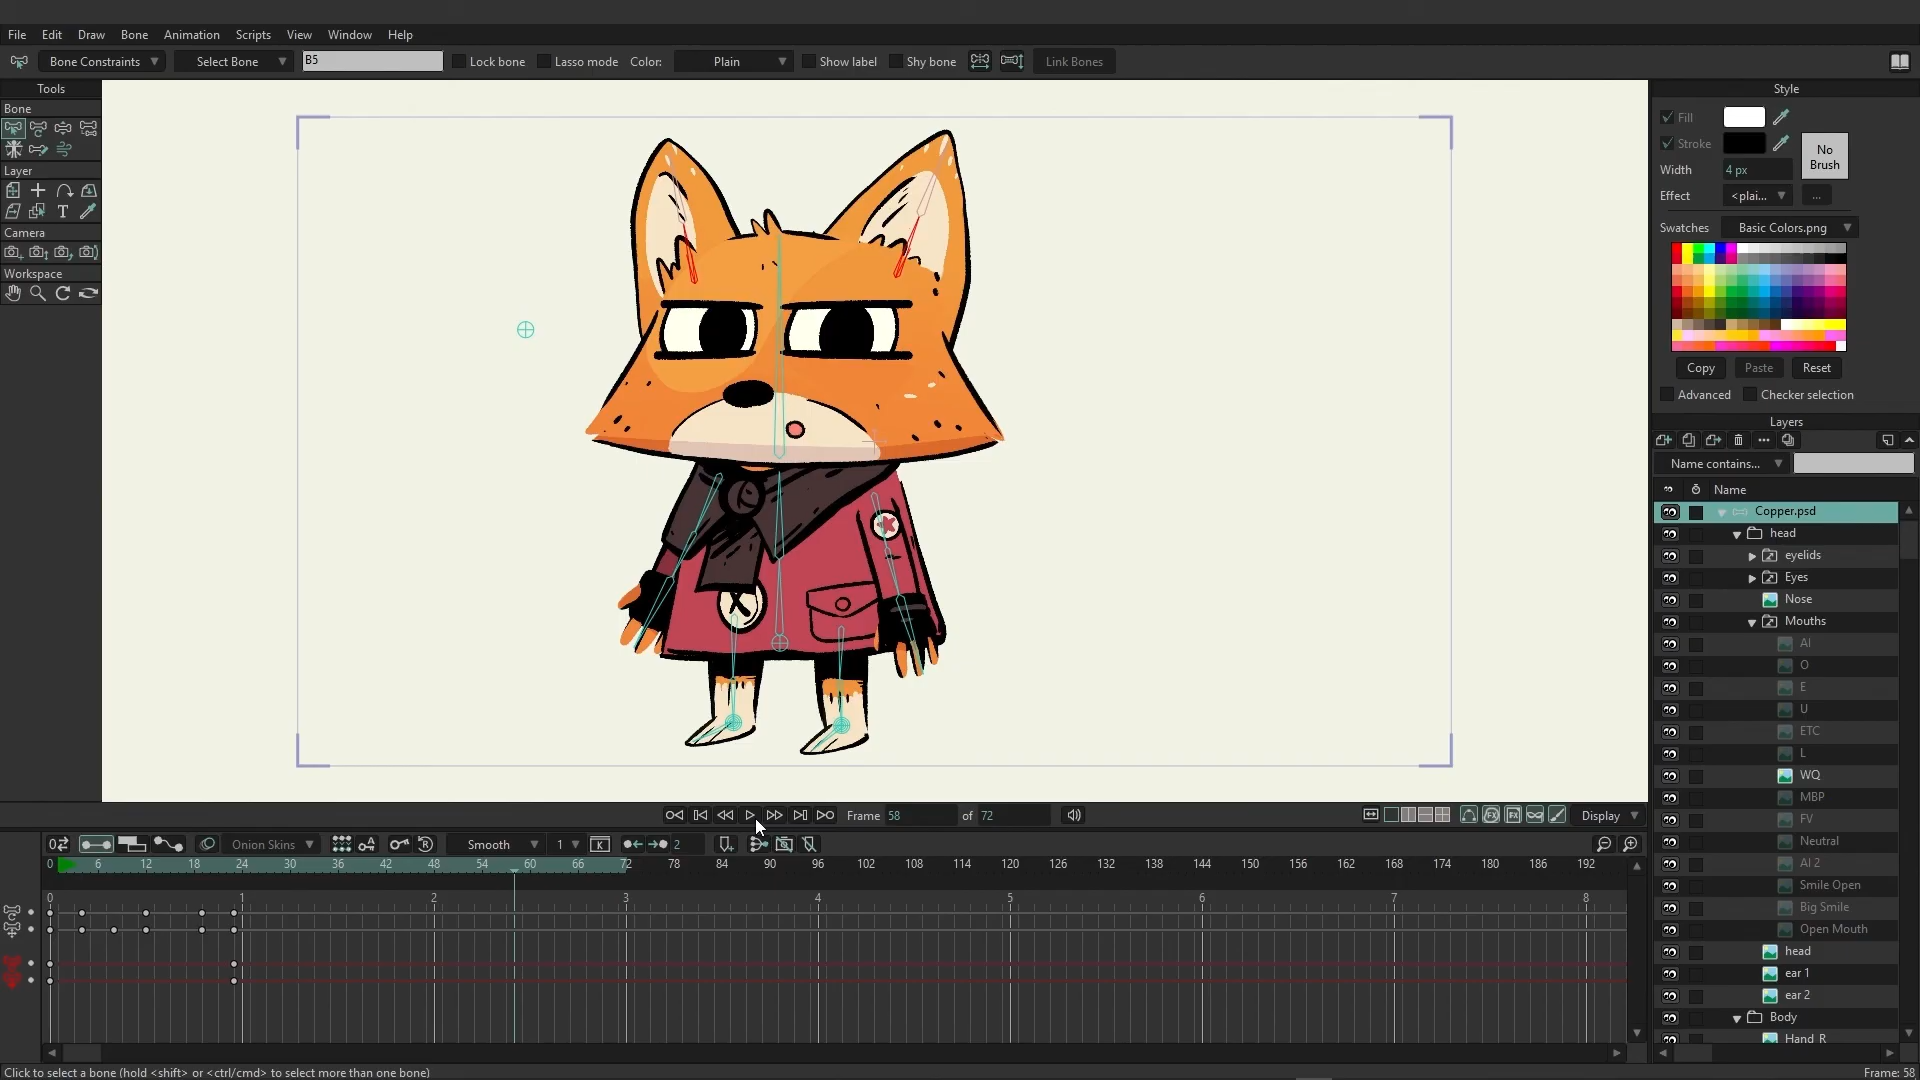 File Edit Draw Bone Animation Scripts View Window Help
Bone Constraints Select Bone B5 Lock bone Lasso mode Color: Plain Show label Shy bone Link Bones
Tools
Bone
Layer
Camera
Workspace
Style
Fill
Stroke
No Brush
Width 4 px
Effect <plai... ...
Swatches Basic Colors.png
Copy Paste Reset
Advanced Checker selection
Layers
Name contains...
Name
Copper.psd
head
eyelids
Eyes
Nose
Mouths
AI
O
E
U
ETC
L
WQ
MBP
FV
Neutral
AI 2
Smile Open
Big Smile
Open Mouth
head
ear 1
ear 2
Body
Hand R
Frame 58 of 72 Display
Onion Skins Smooth 1 2
0 6 12 18 24 30 36 42 48 54 60 66 72 78 84 90 96 102 108 114 120 126 132 138 144 150 156 162 168 174 180 186 192
0 1 2 3 4 5 6 7 8
Click to select a bone (hold <shift> or <ctrl/cmd> to select more than one bone) Frame: 58